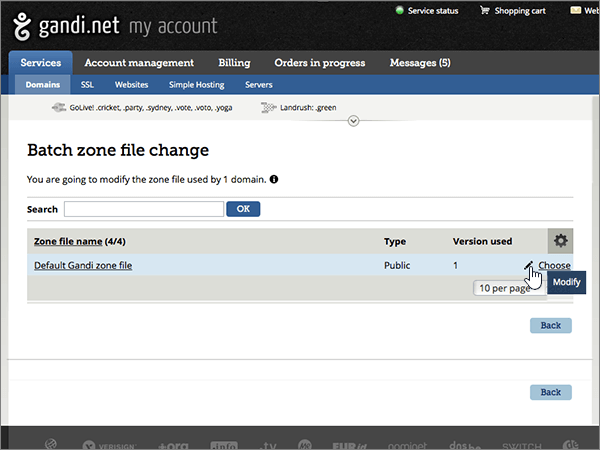 gandi.net my account
Service status Shopping cart Web
Services Account management Billing Orders in progress Messages (5)
Domains SSL Websites Simple Hosting Servers
GoLive! .cricket, .party, .sydney, .vote, .voto, .yoga Landrush: .green
Batch zone file change
You are going to modify the zone file used by 1 domain.
Search OK
Zone file name (4/4) Type Version used
Default Gandi zone file Public 1 Choose
10 per page Modify
Back
Back
VERISIGN .org .info .tv EURid nominet dns.be SWITCH